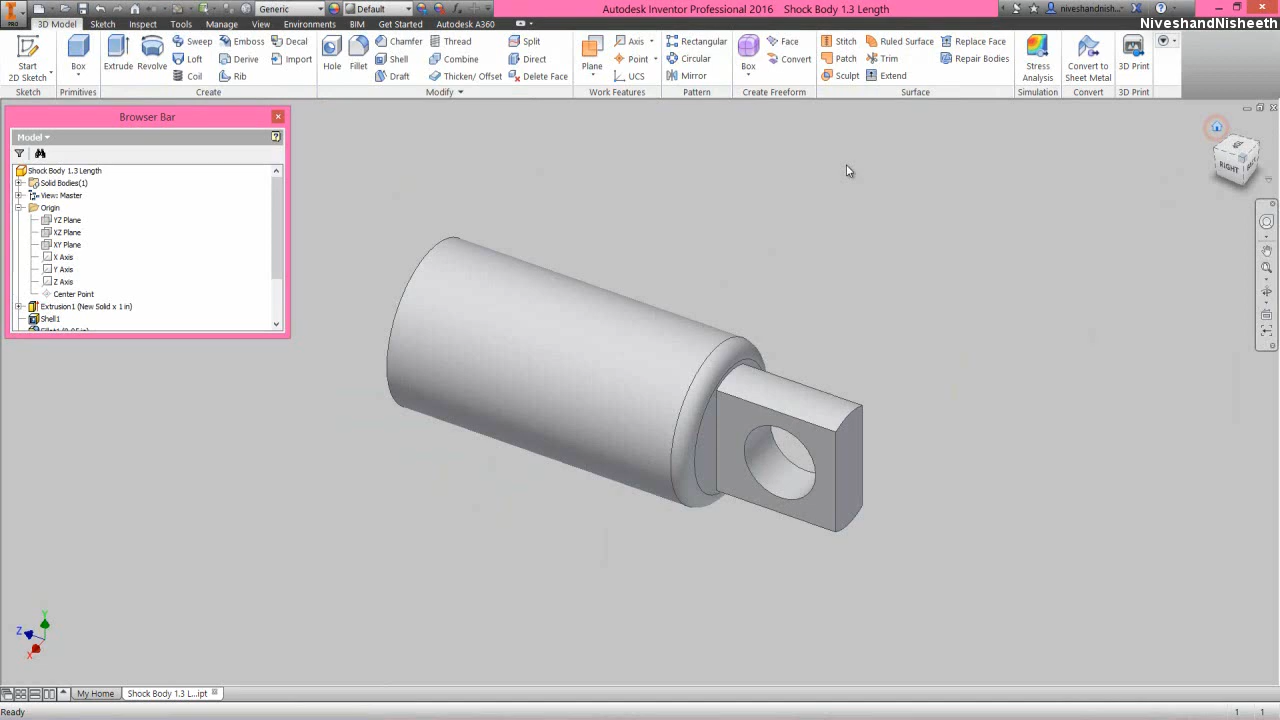 Generic
Default
Autodesk Inventor Professional 2016 Shock Body 1.3 Length
niveshandnish...
NiveshandNisheeth
PRO
3D Model Sketch Inspect Tools Manage View Environments BIM Get Started Autodesk A360
Start
2D Sketch
Box
Extrude
Revolve
Sweep
Loft
Coil
Emboss
Derive
Rib
Decal
Import
Hole
Fillet
Chamfer
Shell
Draft
Thread
Combine
Thicken/ Offset
Split
Direct
Delete Face
Plane
Axis
Point
UCS
Rectangular
Circular
Mirror
Box
Face
Convert
Stitch
Patch
Sculpt
Ruled Surface
Trim
Extend
Replace Face
Repair Bodies
Stress
Analysis
Convert to
Sheet Metal
3D Print
Sketch Primitives Create Modify Work Features Pattern Create Freeform Surface Simulation Convert 3D Print
Browser Bar
Model
Shock Body 1.3 Length
Solid Bodies(1)
View: Master
Origin
YZ Plane
XZ Plane
XY Plane
X Axis
Y Axis
Z Axis
Center Point
Extrusion1 (New Solid x 1 in)
Shell1
RIGHT
Y
Z
X
My Home Shock Body 1.3 L...ipt
Ready 1 1